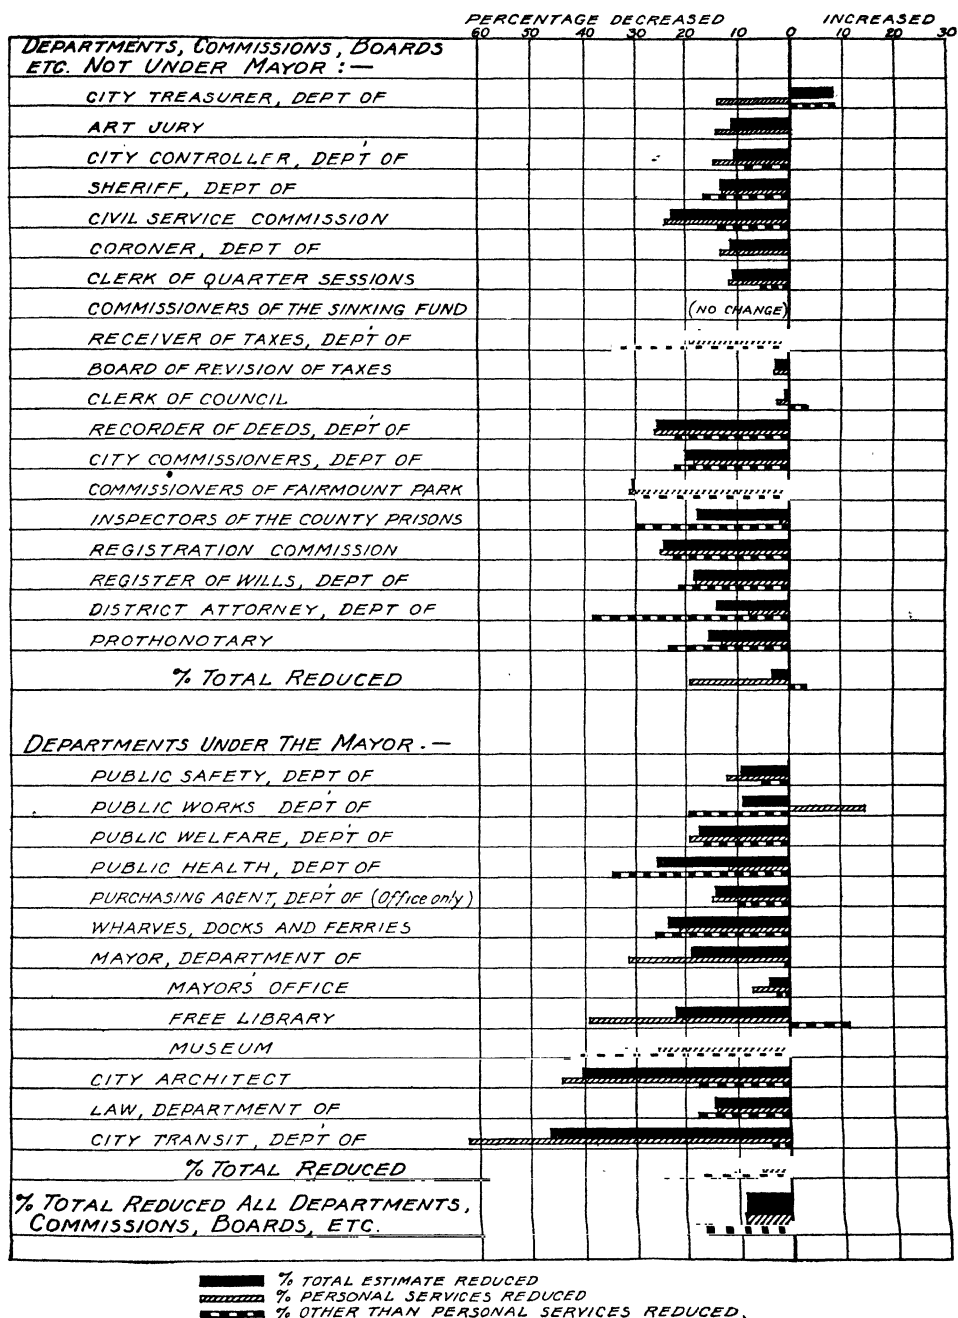 PERCENTAGE DECREASED INCREASED
60 50 40 30 20 10 0 10 20 30
DEPARTMENTS, COMMISSIONS, BOARDS
ETC. NOT UNDER MAYOR :—
CITY TREASURER, DEPT OF
ART JURY
CITY CONTROLLER, DEP'T OF
SHERIFF, DEPT OF
CIVIL SERVICE COMMISSION
CORONER, DEPT OF
CLERK OF QUARTER SESSIONS
COMMISSIONERS OF THE SINKING FUND (NO CHANGE)
RECEIVER OF TAXES, DEP'T OF
BOARD OF REVISION OF TAXES
CLERK OF COUNCIL
RECORDER OF DEEDS, DEP'T OF
CITY COMMISSIONERS, DEPT OF
COMMISSIONERS OF FAIRMOUNT PARK
INSPECTORS OF THE COUNTY PRISONS
REGISTRATION COMMISSION
REGISTER OF WILLS, DEPT OF
DISTRICT ATTORNEY, DEPT OF
PROTHONOTARY
% TOTAL REDUCED
DEPARTMENTS UNDER THE MAYOR.—
PUBLIC SAFETY, DEPT OF
PUBLIC WORKS DEP'T OF
PUBLIC WELFARE, DEP'T OF
PUBLIC HEALTH, DEPT OF
PURCHASING AGENT, DEP'T OF (Office only)
WHARVES, DOCKS AND FERRIES
MAYOR, DEPARTMENT OF
MAYOR'S OFFICE
FREE LIBRARY
MUSEUM
CITY ARCHITECT
LAW, DEPARTMENT OF
CITY TRANSIT, DEP'T OF
% TOTAL REDUCED
% TOTAL REDUCED ALL DEPARTMENTS,
COMMISSIONS, BOARDS, ETC.
% TOTAL ESTIMATE REDUCED
% PERSONAL SERVICES REDUCED
% OTHER THAN PERSONAL SERVICES REDUCED.